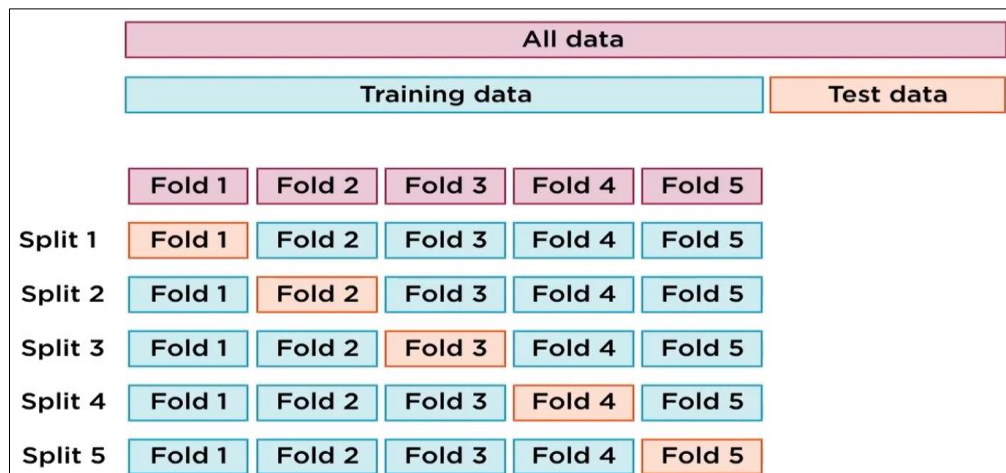 All data
Training data Test data
Fold 1 Fold 2 Fold 3 Fold 4 Fold 5
Split 1 Fold 1 Fold 2 Fold 3 Fold 4 Fold 5
Split 2 Fold 1 Fold 2 Fold 3 Fold 4 Fold 5
Split 3 Fold 1 Fold 2 Fold 3 Fold 4 Fold 5
Split 4 Fold 1 Fold 2 Fold 3 Fold 4 Fold 5
Split 5 Fold 1 Fold 2 Fold 3 Fold 4 Fold 5